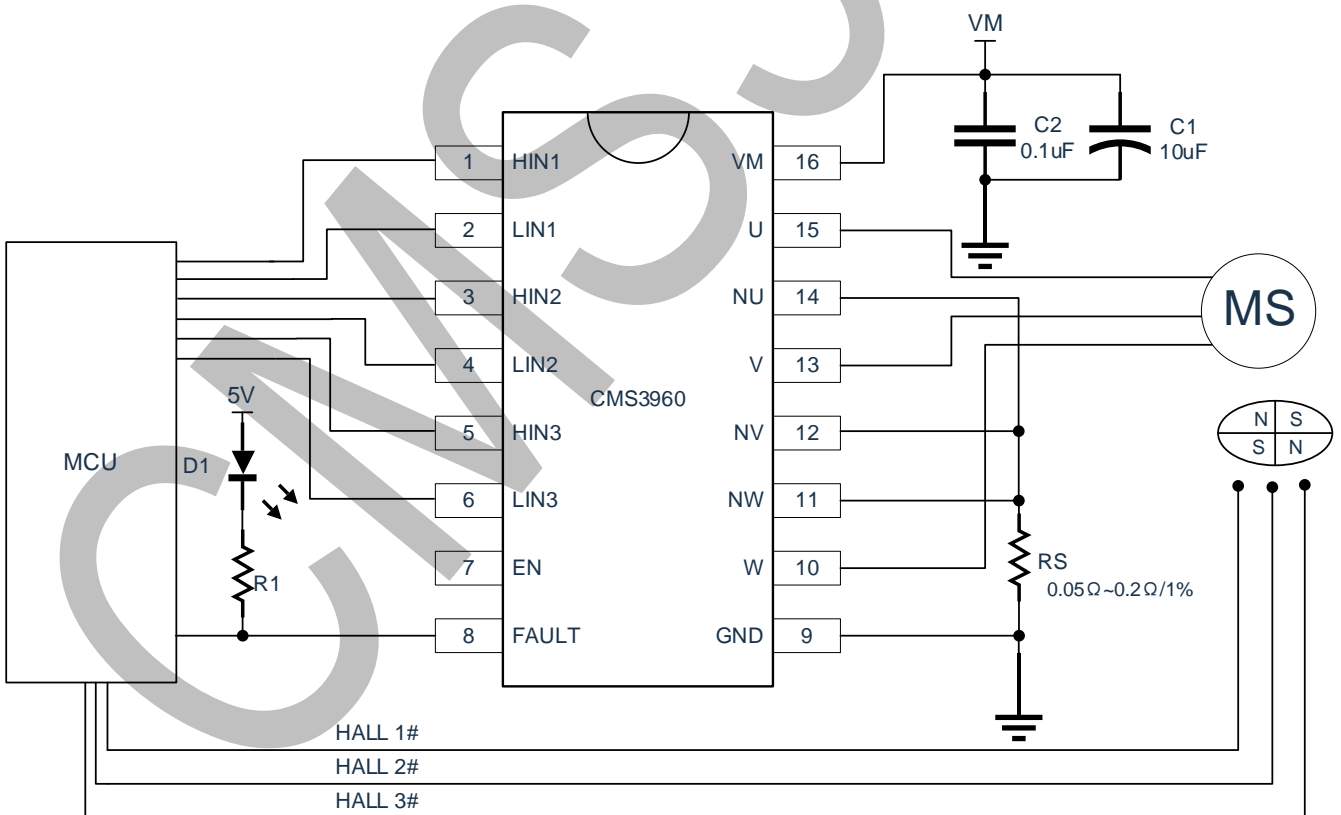 VM
C2
0.1uF
C1
10uF
1 HIN1
VM 16
2 LIN1
U 15
3 HIN2
NU 14
4 LIN2
V 13
5 HIN3
NV 12
6 LIN3
NW 11
7 EN
W 10
8 FAULT
GND 9
CMS3960
MS
N S
S N
MCU
5V
D1
R1
RS
0.05Ω~0.2Ω/1%
HALL 1#
HALL 2#
HALL 3#